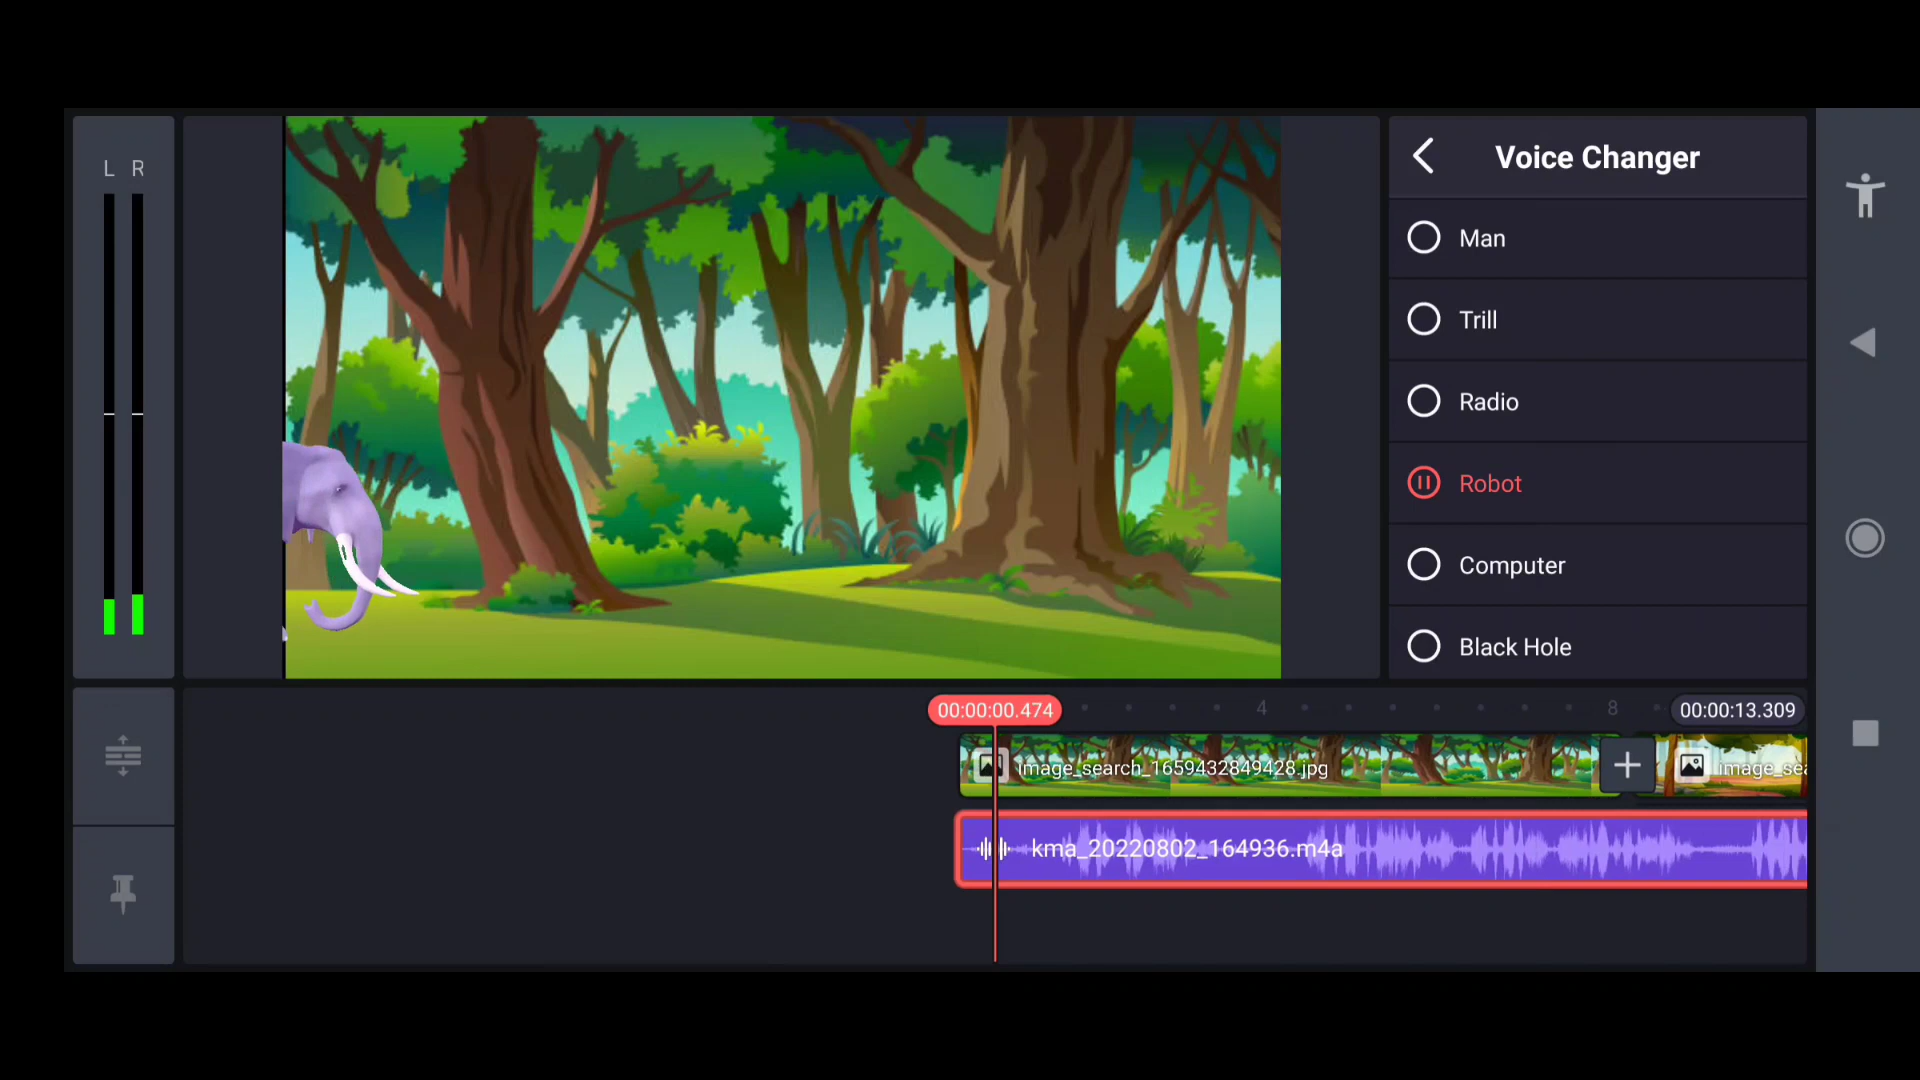 L R
Voice Changer
Man
Trill
Radio
Robot
Computer
Black Hole
00:00:00.474
4
8
00:00:13.309
image_search_1659432849428.jpg
image_sea
kma_20220802_164936.m4a